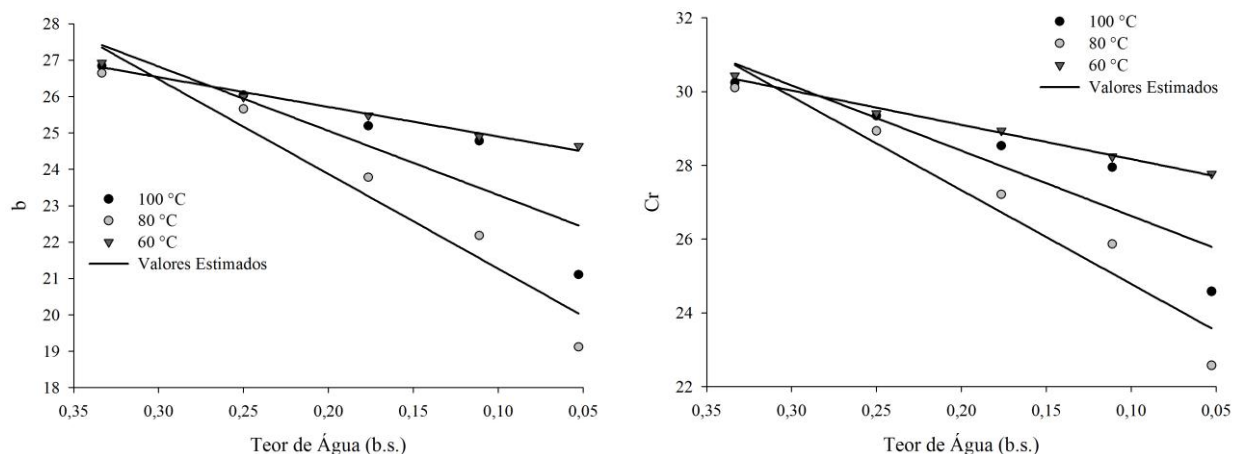 28
27
26
25
24
23
22
21
20
19
18
b
100 °C
80 °C
60 °C
Valores Estimados
0,35 0,30 0,25 0,20 0,15 0,10 0,05
Teor de Água (b.s.)
32
30
28
26
24
22
Cr
100 °C
80 °C
60 °C
Valores Estimados
0,35 0,30 0,25 0,20 0,15 0,10 0,05
Teor de Água (b.s.)